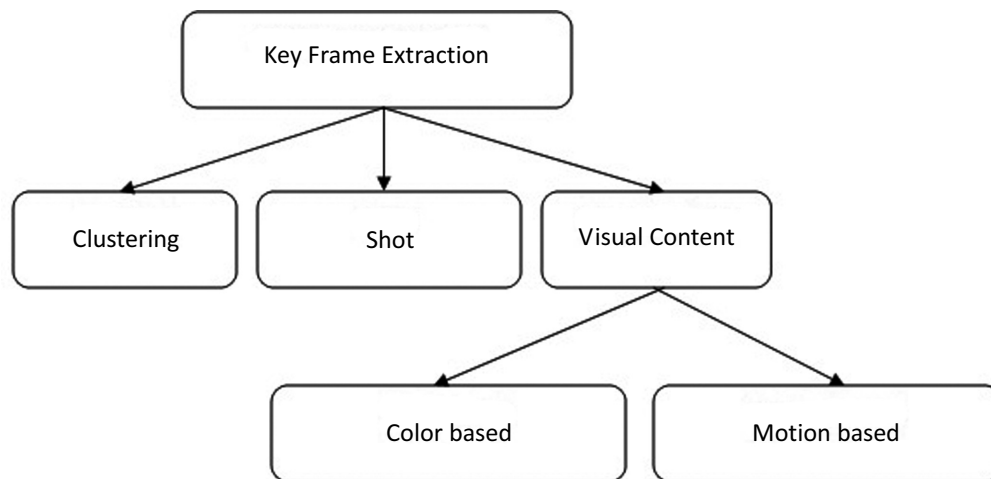 Key Frame Extraction
Clustering
Shot
Visual Content
Color based
Motion based